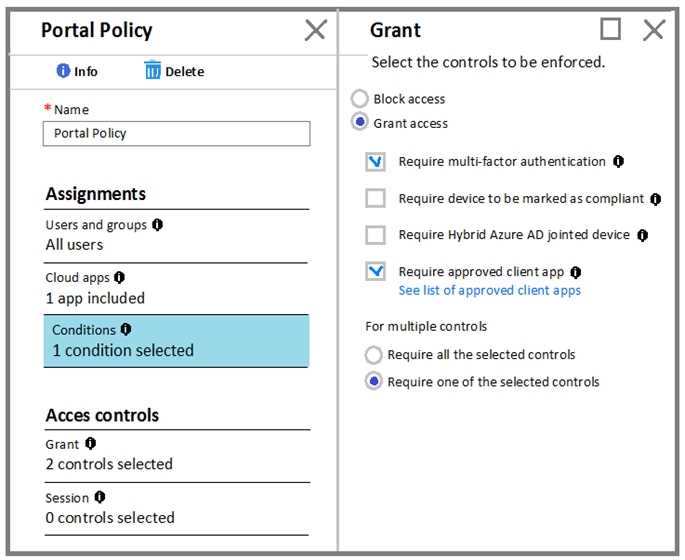 Portal Policy
Info
Delete
* Name
Portal Policy
Assignments
Users and groups
All users
Cloud apps
1 app included
Conditions
1 condition selected
Acces controls
Grant
2 controls selected
Session
0 controls selected
Grant
Select the controls to be enforced.
Block access
Grant access
Require multi-factor authentication
Require device to be marked as compliant
Require Hybrid Azure AD jointed device
Require approved client app
See list of approved client apps
For multiple controls
Require all the selected controls
Require one of the selected controls